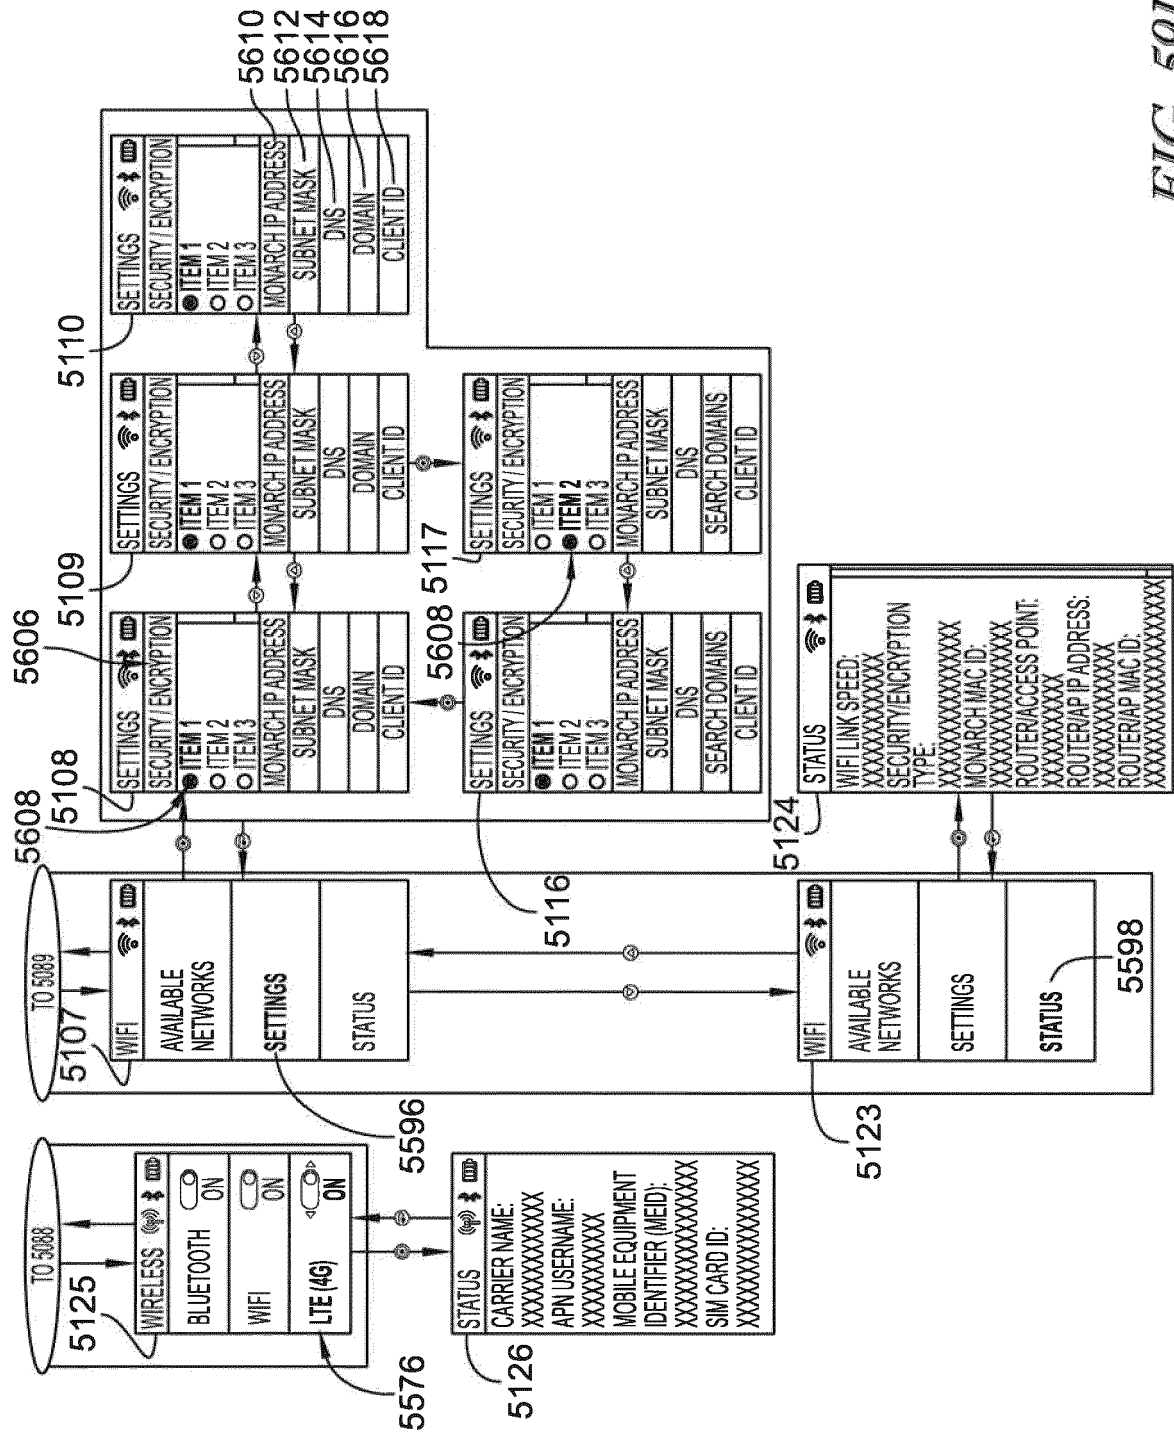 TO 5088
5125
WIRELESS
BLUETOOTH
ON
WIFI
ON
LTE (4G)
ON
5576
5126
STATUS
CARRIER NAME:
XXXXXXXXXXXXX
APN USERNAME:
XXXXXXXXXX
MOBILE EQUIPMENT
IDENTIFIER (MEID):
XXXXXXXXXXXXXXXX
SIM CARD ID:
XXXXXXXXXXXXXXX
TO 5089
5107
WIFI
AVAILABLE
NETWORKS
SETTINGS
STATUS
5596
5123
WIFI
AVAILABLE
NETWORKS
SETTINGS
STATUS
5598
5608
5108
5606
SETTINGS
SECURITY / ENCRYPTION
ITEM 1
ITEM 2
ITEM 3
MONARCH IP ADDRESS
SUBNET MASK
DNS
DOMAIN
CLIENT ID
5109
SETTINGS
SECURITY / ENCRYPTION
ITEM 1
ITEM 2
ITEM 3
MONARCH IP ADDRESS
SUBNET MASK
DNS
DOMAIN
CLIENT ID
5110
SETTINGS
SECURITY / ENCRYPTION
ITEM 1
ITEM 2
ITEM 3
MONARCH IP ADDRESS
SUBNET MASK
DNS
DOMAIN
CLIENT ID
5610
5612
5614
5616
5618
5116
SETTINGS
SECURITY / ENCRYPTION
ITEM 1
ITEM 2
ITEM 3
MONARCH IP ADDRESS
SUBNET MASK
DNS
SEARCH DOMAINS
CLIENT ID
5608
5117
SETTINGS
SECURITY / ENCRYPTION
ITEM 1
ITEM 2
ITEM 3
MONARCH IP ADDRESS
SUBNET MASK
DNS
SEARCH DOMAINS
CLIENT ID
5124
STATUS
WIFI LINK SPEED:
XXXXXXXXXXXXX
SECURITY/ENCRYPTION
TYPE:
XXXXXXXXXXXXXXX
MONARCH MAC ID:
XXXXXXXXXXXXXXX
ROUTER/ACCESS POINT:
XXXXXXXXXXX
ROUTER/AP IP ADDRESS:
XXXXXXXXXXXXX
ROUTER/AP MAC ID:
XXXXXXXXXXXXXXXXX
FIG.